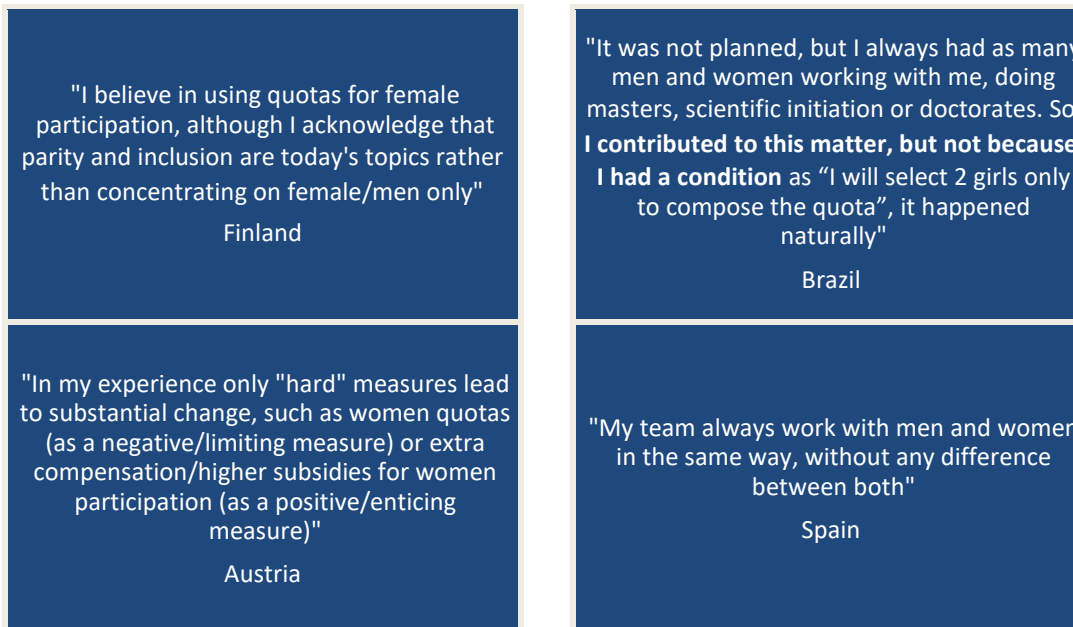 "I believe in using quotas for female
participation, although I acknowledge that
parity and inclusion are today's topics rather
than concentrating on female/men only"
Finland
"In my experience only "hard" measures lead
to substantial change, such as women quotas
(as a negative/limiting measure) or extra
compensation/higher subsidies for women
participation (as a positive/enticing
measure)"
Austria
"It was not planned, but I always had as many
men and women working with me, doing
masters, scientific initiation or doctorates. So
I contributed to this matter, but not because
I had a condition as “I will select 2 girls only
to compose the quota”, it happened
naturally"
Brazil
"My team always work with men and women
in the same way, without any difference
between both"
Spain